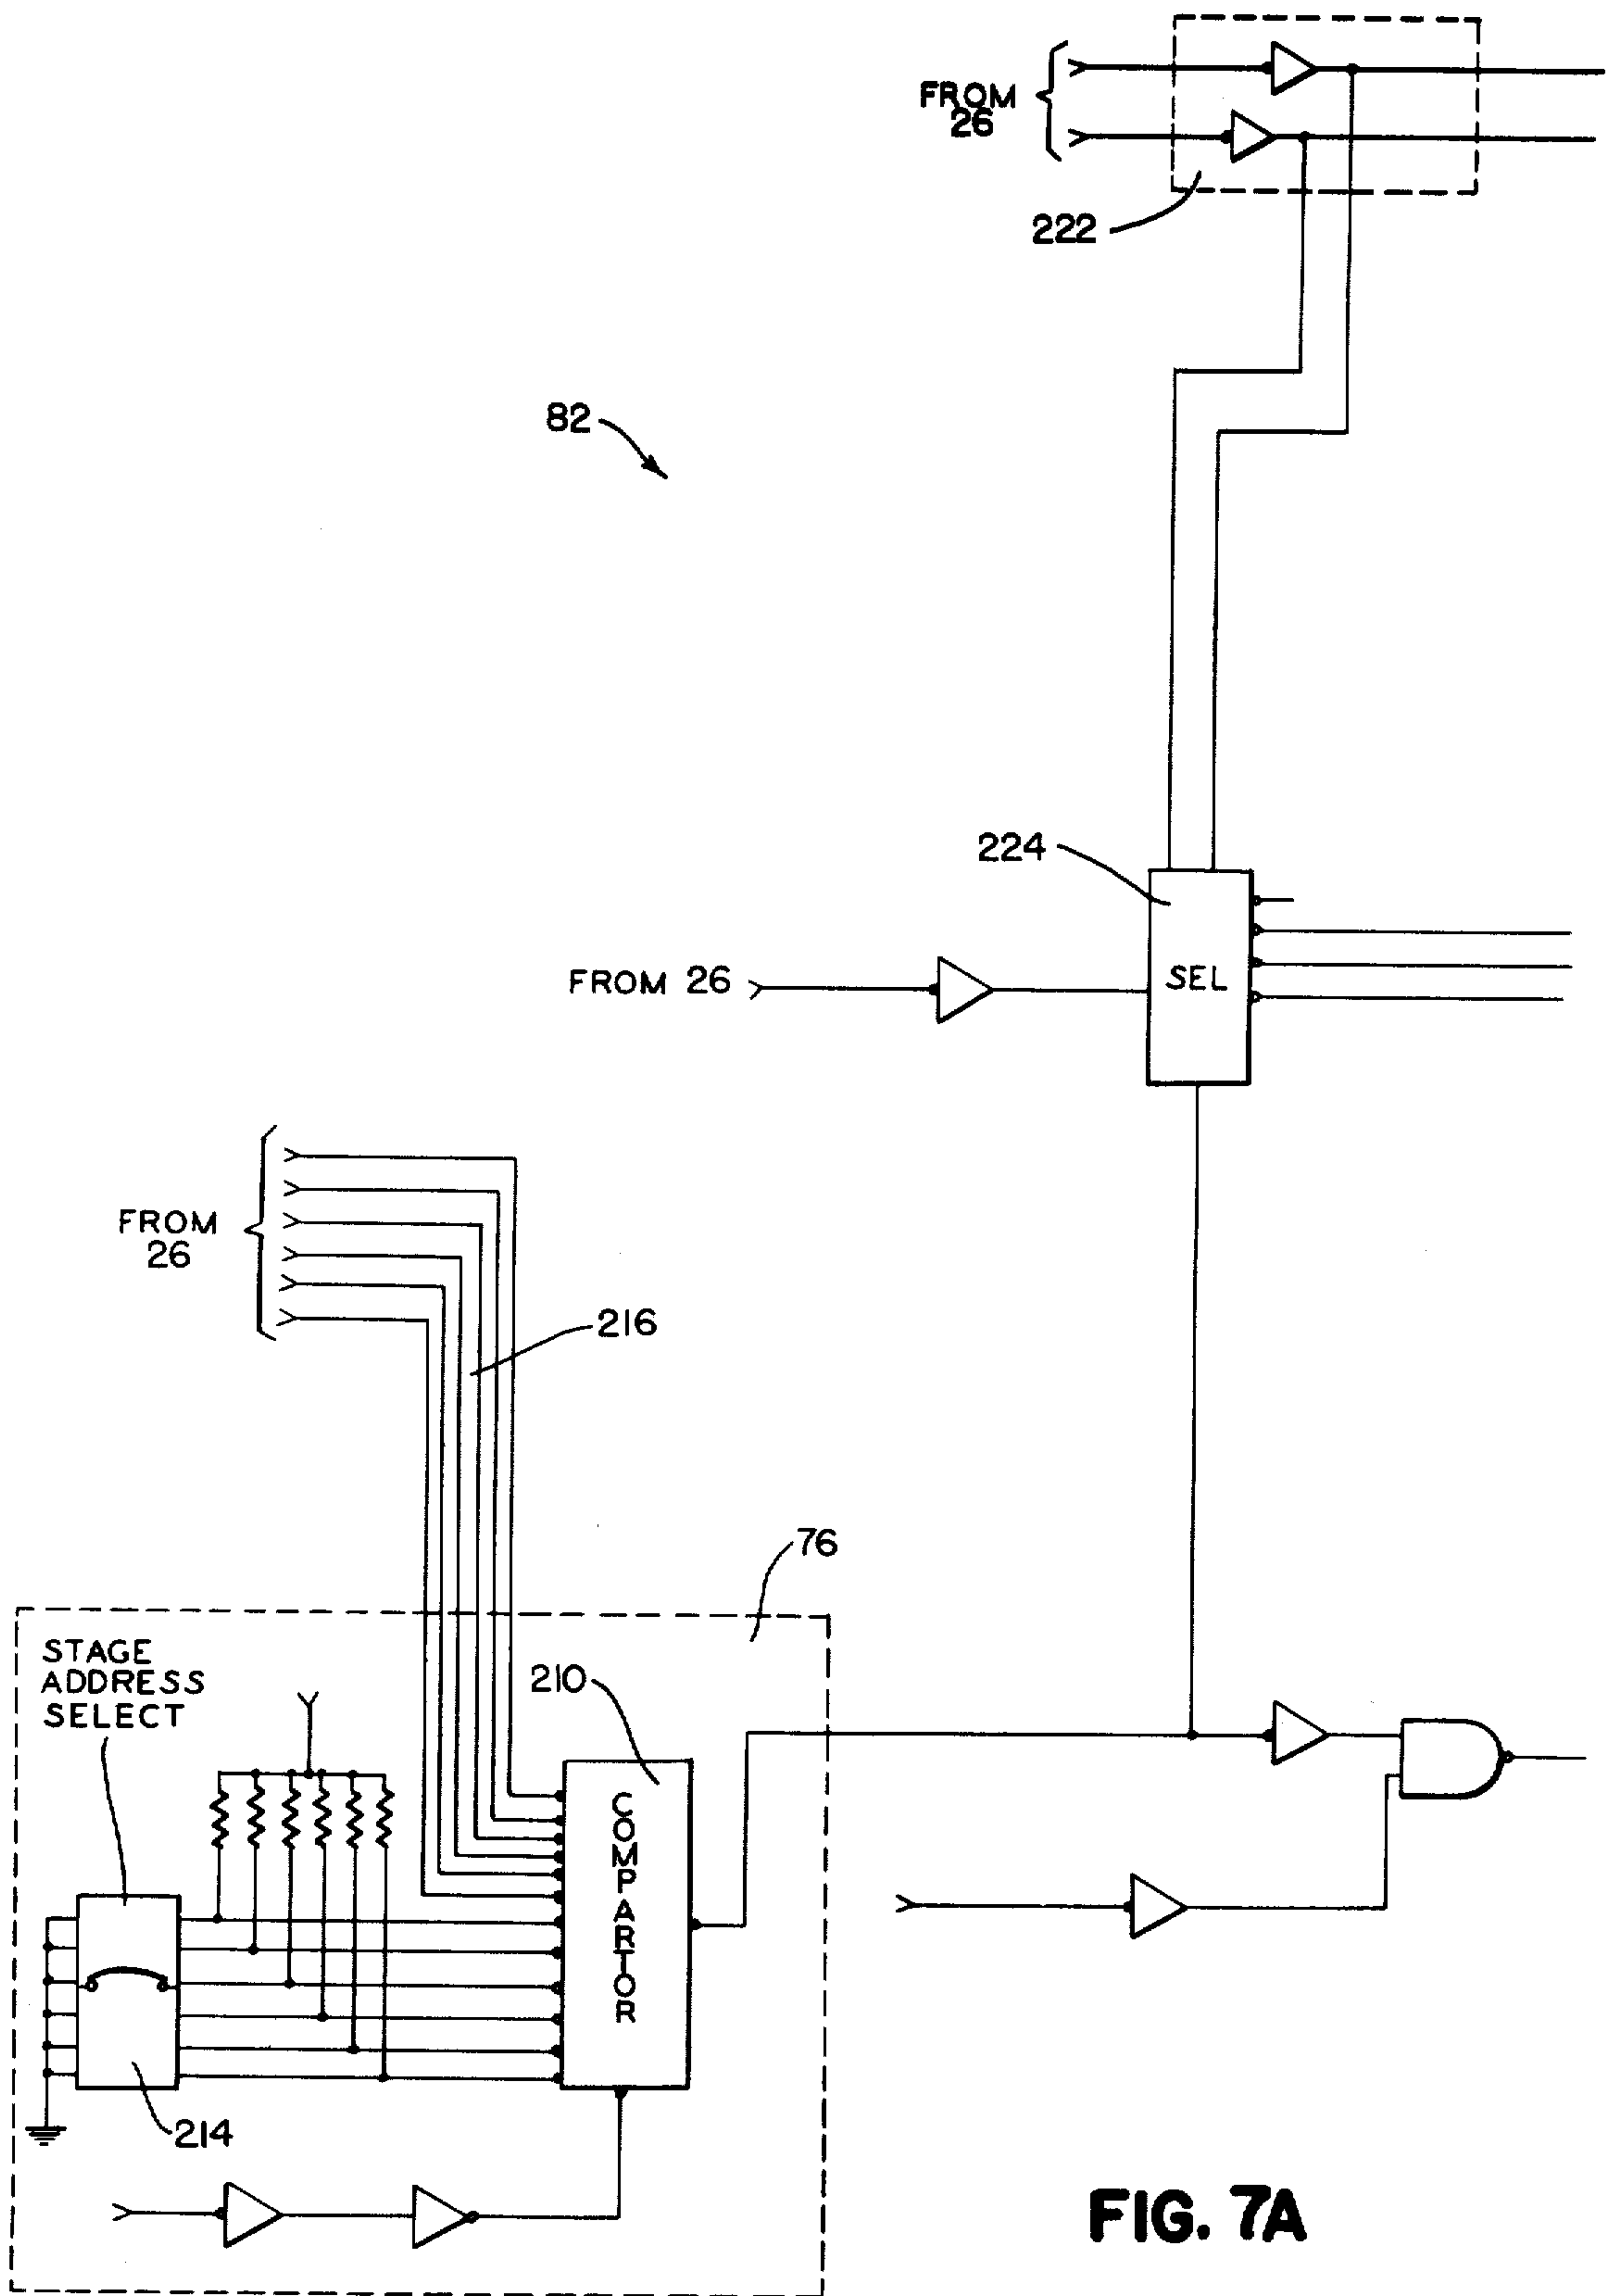 FROM
26
222
82
224
FROM 26
SEL
FROM
26
216
76
STAGE
ADDRESS
SELECT
210
COMPARTOR
214
FIG. 7A